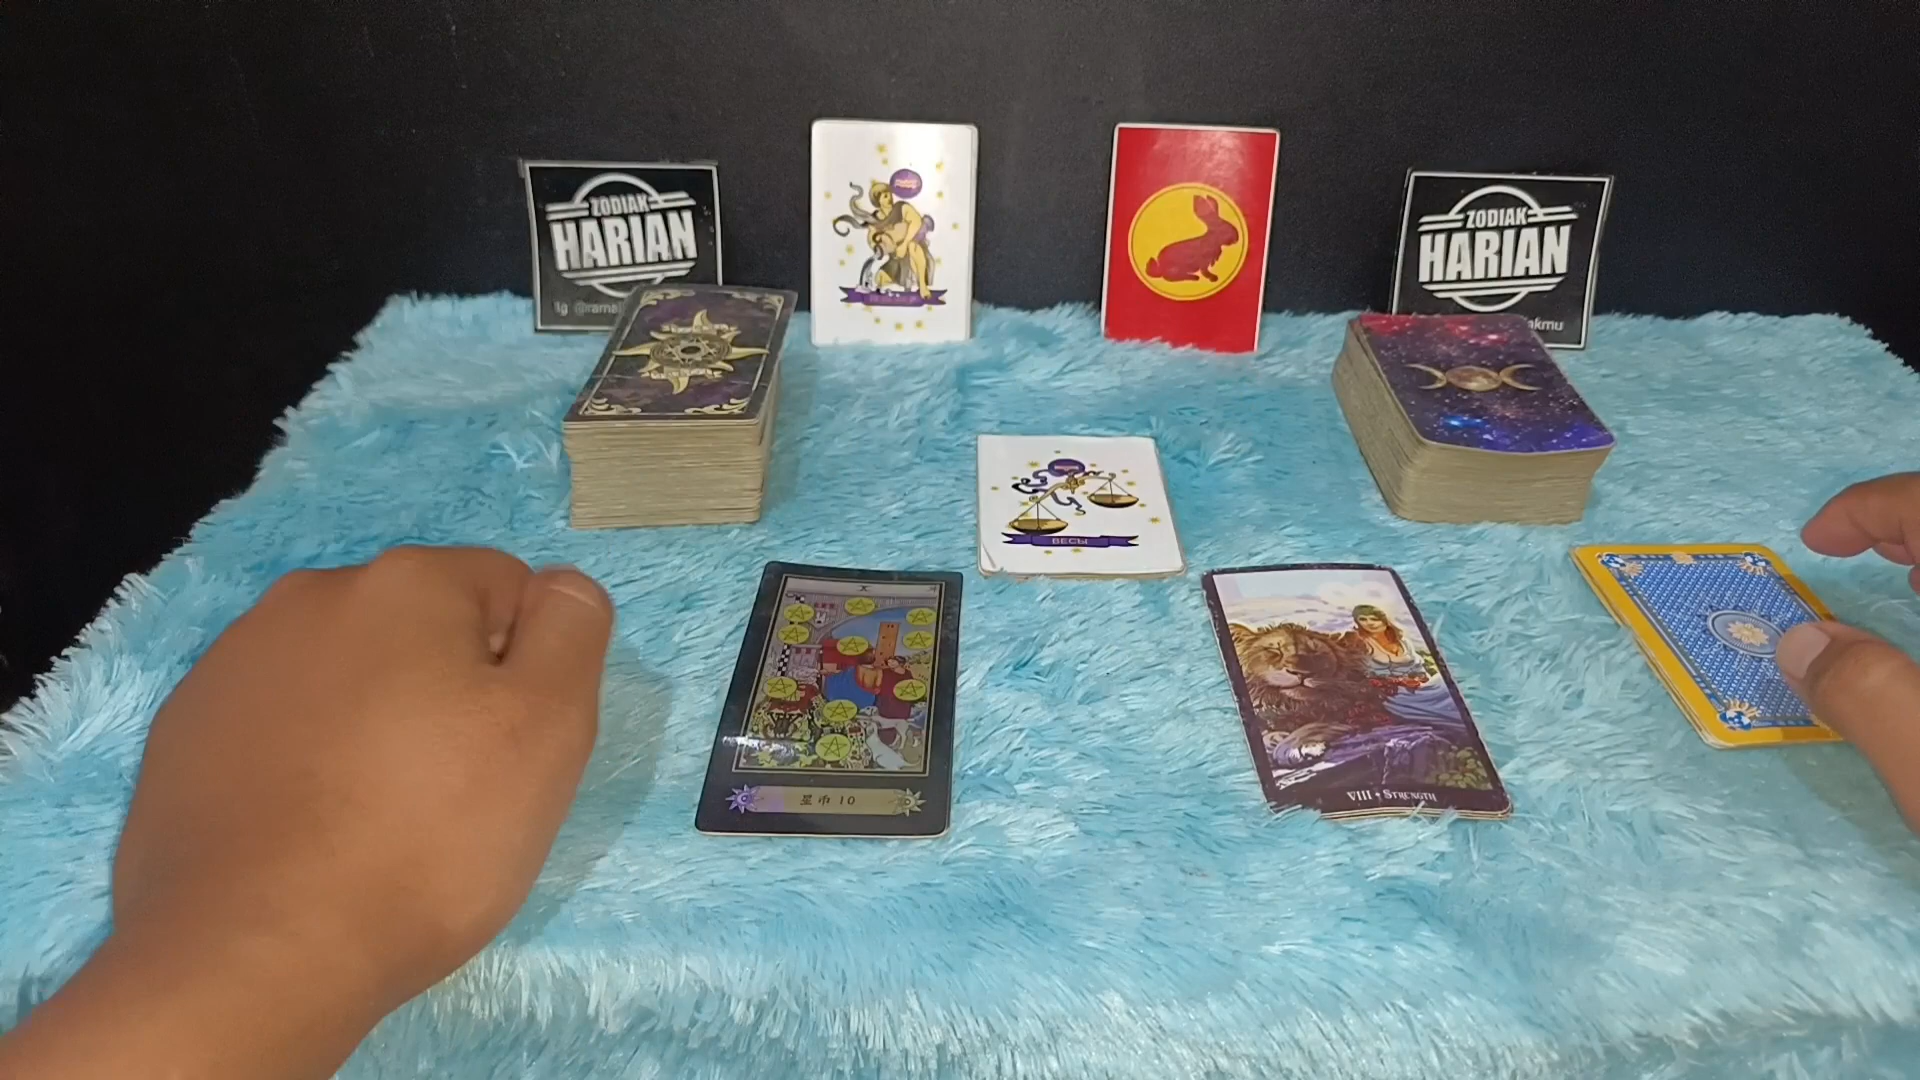 ZODIAK
HARIAN
Ig @rama
ZODIAK
HARIAN
akmu
ВЕСЫ
X
星币 10
VIII • STRENGTH